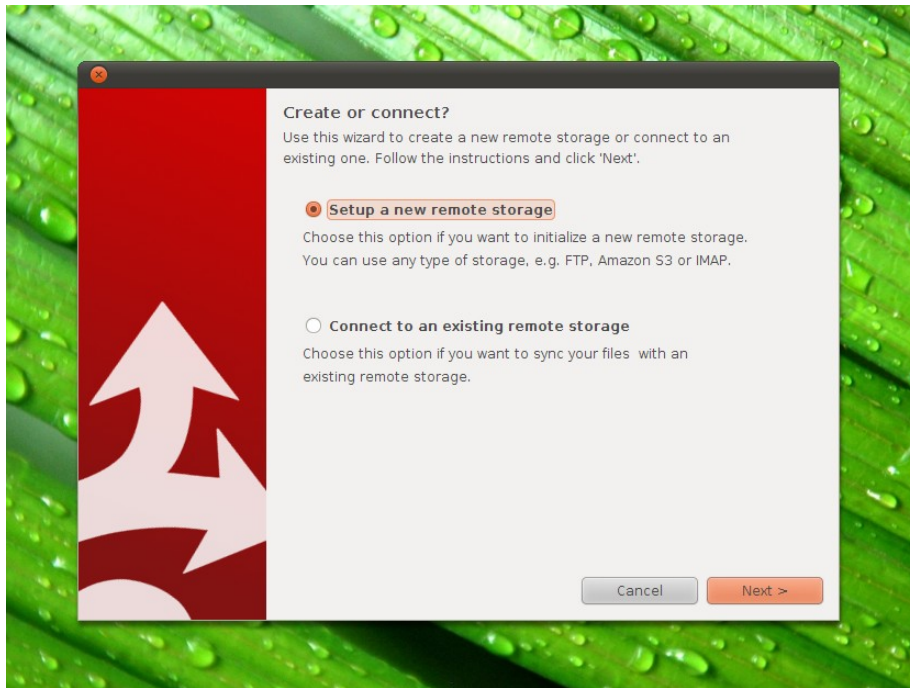 Create or connect?
Use this wizard to create a new remote storage or connect to an
existing one. Follow the instructions and click 'Next'.
Setup a new remote storage
Choose this option if you want to initialize a new remote storage.
You can use any type of storage, e.g. FTP, Amazon S3 or IMAP.
Connect to an existing remote storage
Choose this option if you want to sync your files  with an
existing remote storage.
Cancel
Next >